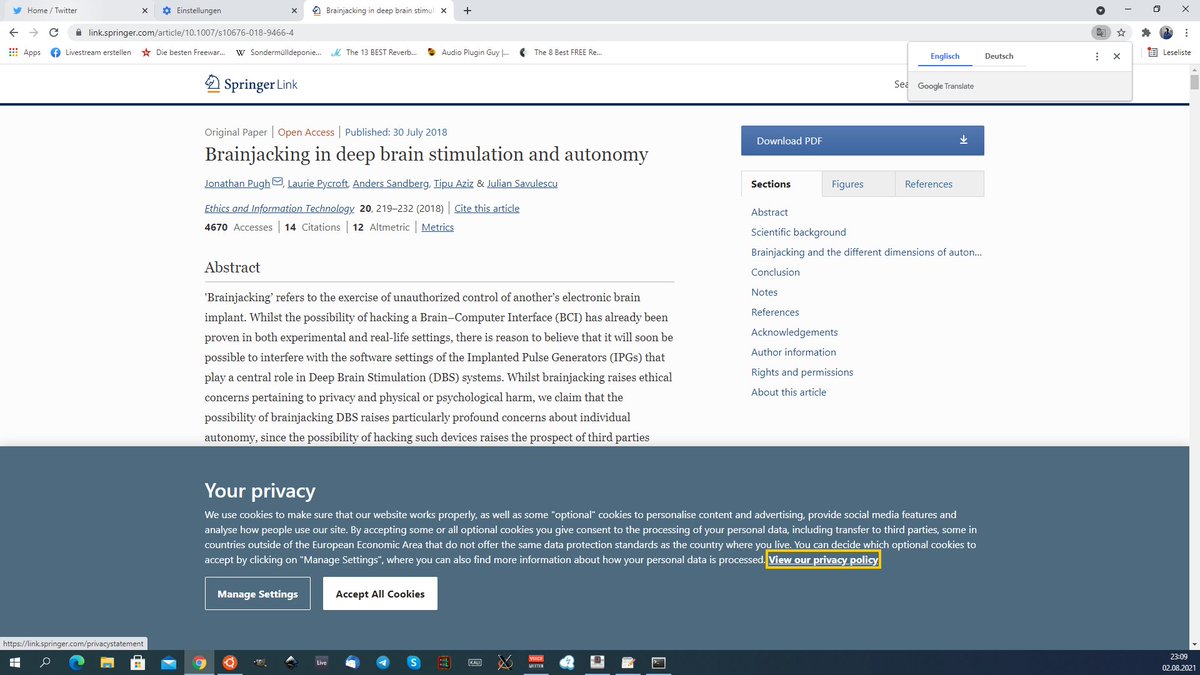 Home / Twitter
Einstellungen
Brainjacking in deep brain stimul
link.springer.com/article/10.1007/s10676-018-9466-4
Apps
Livestream erstellen
Die besten Freewar...
Sondermülldeponie...
The 13 BEST Reverb...
Audio Plugin Guy |...
The 8 Best FREE Re...
Leseliste
Englisch
Deutsch
Google Translate
Springer Link
Sea
Original Paper | Open Access | Published: 30 July 2018
Brainjacking in deep brain stimulation and autonomy
Jonathan Pugh, Laurie Pycroft, Anders Sandberg, Tipu Aziz & Julian Savulescu
Ethics and Information Technology 20, 219–232 (2018) | Cite this article
4670 Accesses | 14 Citations | 12 Altmetric | Metrics
Abstract
'Brainjacking' refers to the exercise of unauthorized control of another's electronic brain
implant. Whilst the possibility of hacking a Brain–Computer Interface (BCI) has already been
proven in both experimental and real-life settings, there is reason to believe that it will soon be
possible to interfere with the software settings of the Implanted Pulse Generators (IPGs) that
play a central role in Deep Brain Stimulation (DBS) systems. Whilst brainjacking raises ethical
concerns pertaining to privacy and physical or psychological harm, we claim that the
possibility of brainjacking DBS raises particularly profound concerns about individual
autonomy, since the possibility of hacking such devices raises the prospect of third parties
Download PDF
Sections
Figures
References
Abstract
Scientific background
Brainjacking and the different dimensions of auton...
Conclusion
Notes
References
Acknowledgements
Author information
Rights and permissions
About this article
Your privacy
We use cookies to make sure that our website works properly, as well as some "optional" cookies to personalise content and advertising, provide social media features and
analyse how people use our site. By accepting some or all optional cookies you give consent to the processing of your personal data, including transfer to third parties, some in
countries outside of the European Economic Area that do not offer the same data protection standards as the country where you live. You can decide which optional cookies to
accept by clicking on "Manage Settings", where you can also find more information about how your personal data is processed. View our privacy policy
Manage Settings
Accept All Cookies
https://link.springer.com/privacystatement
Live
23:09
02.08.2021